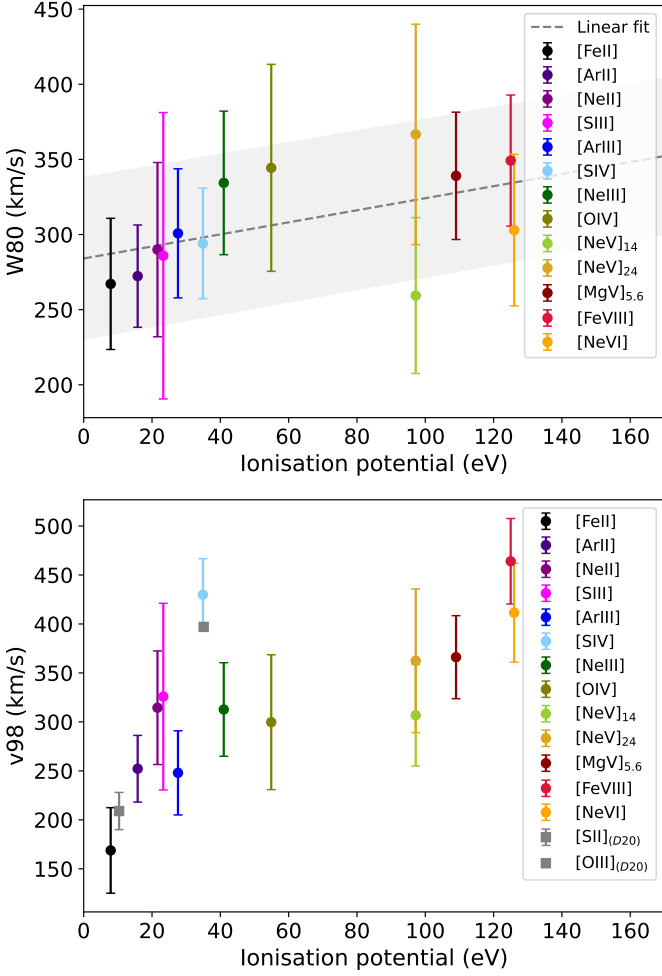 450
400
350
300
250
200
W80 (km/s)
0 20 40 60 80 100 120 140 160
Ionisation potential (eV)
Linear fit
[FeII]
[ArII]
[NeII]
[SIII]
[ArIII]
[SIV]
[NeIII]
[OIV]
[NeV]14
[NeV]24
[MgV]5.6
[FeVIII]
[NeVI]
500
450
400
350
300
250
200
150
v98 (km/s)
0 20 40 60 80 100 120 140 160
Ionisation potential (eV)
[FeII]
[ArII]
[NeII]
[SIII]
[ArIII]
[SIV]
[NeIII]
[OIV]
[NeV]14
[NeV]24
[MgV]5.6
[FeVIII]
[NeVI]
[SII](D20)
[OIII](D20)